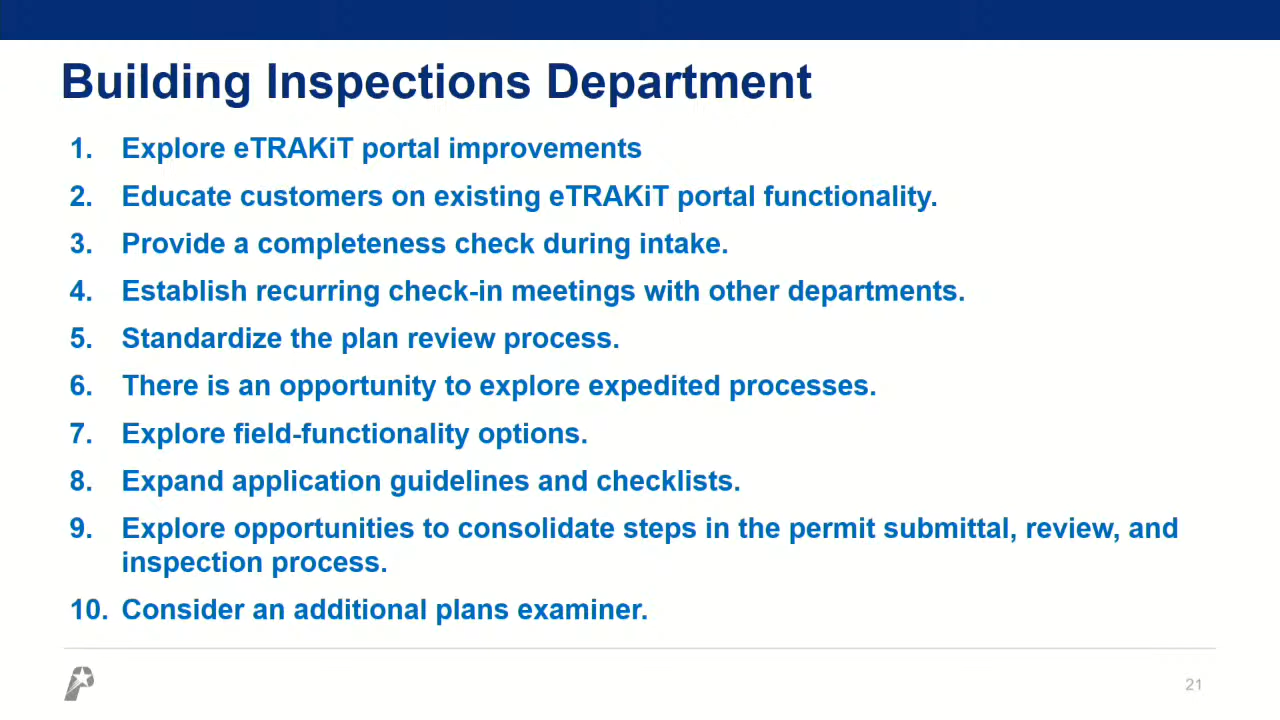 Building Inspections Department
1. Explore eTRAKiT portal improvements
2. Educate customers on existing eTRAKiT portal functionality.
3. Provide a completeness check during intake.
4. Establish recurring check-in meetings with other departments.
5. Standardize the plan review process.
6. There is an opportunity to explore expedited processes.
7. Explore field-functionality options.
8. Expand application guidelines and checklists.
9. Explore opportunities to consolidate steps in the permit submittal, review, and
inspection process.
10. Consider an additional plans examiner.
21